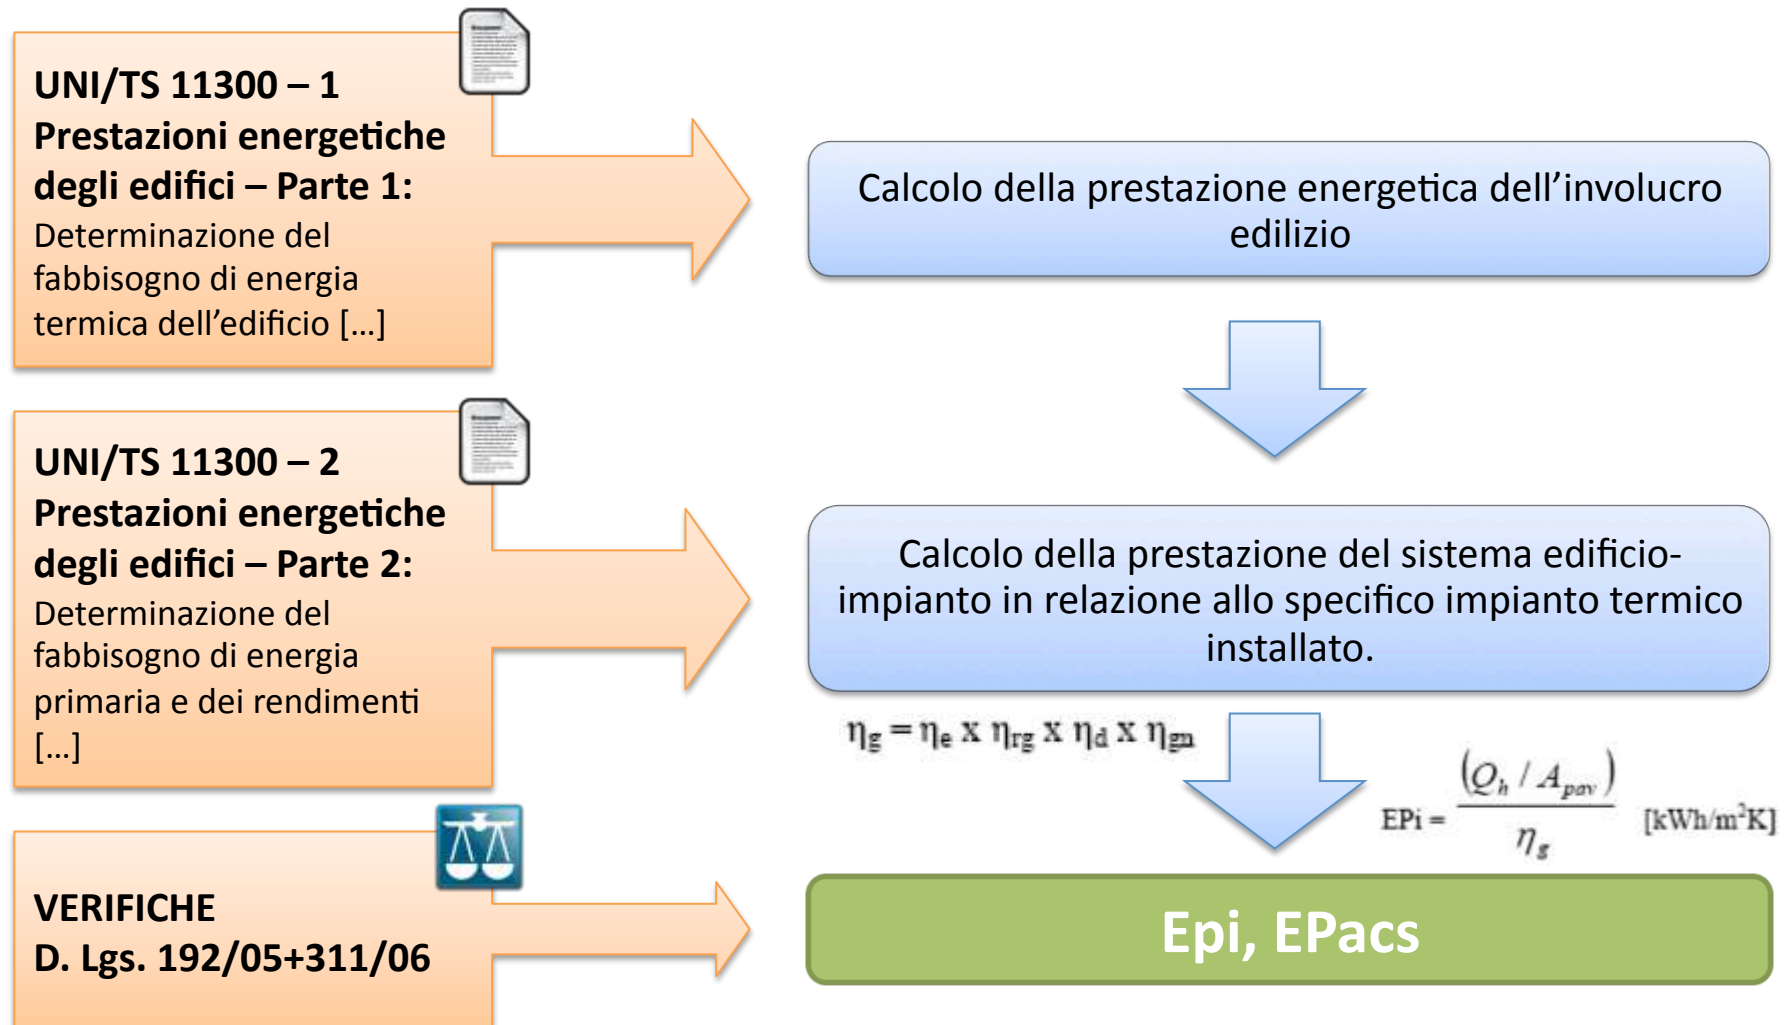 UNI/TS 11300 – 1
Prestazioni energetiche
degli edifici – Parte 1:
Determinazione del
fabbisogno di energia
termica dell’edificio […]
Calcolo della prestazione energetica dell’involucro
edilizio
UNI/TS 11300 – 2
Prestazioni energetiche
degli edifici – Parte 2:
Determinazione del
fabbisogno di energia
primaria e dei rendimenti
[…]
Calcolo della prestazione del sistema edificio-
impianto in relazione allo specifico impianto termico
installato.
ηg = ηe x ηrg x ηd x ηgn
EPi = (Qh / Apav) / ηg [kWh/m²K]
VERIFICHE
D. Lgs. 192/05+311/06
Epi, EPacs